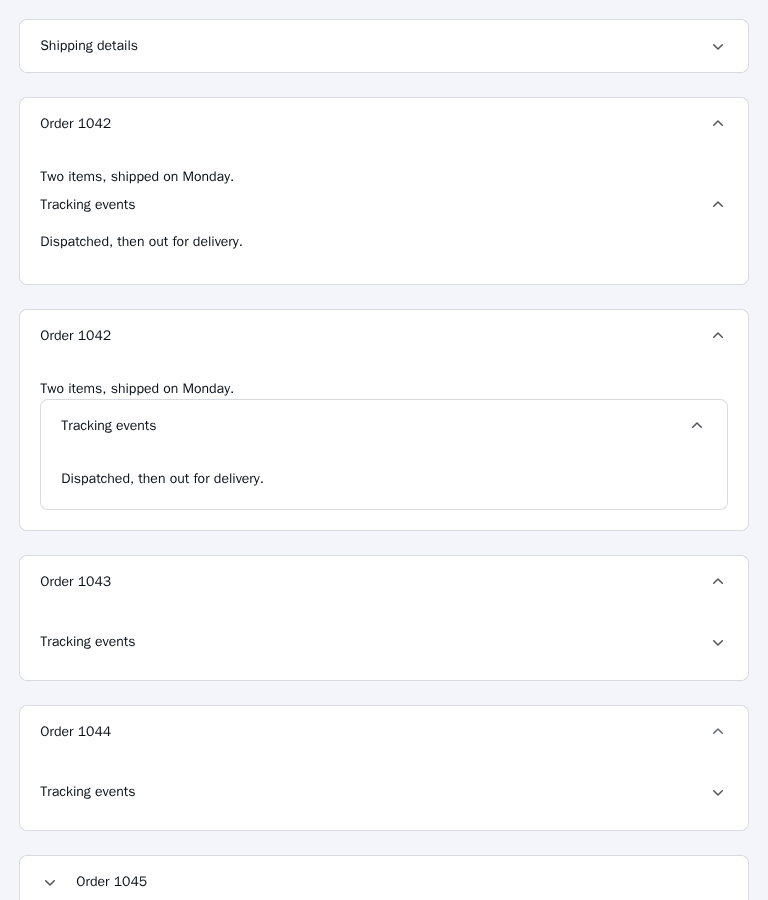 Shipping details
Order 1042
Two items, shipped on Monday.
Tracking events
Dispatched, then out for delivery.
Order 1042
Two items, shipped on Monday.
Tracking events
Dispatched, then out for delivery.
Order 1043
Tracking events
Order 1044
Tracking events
Order 1045